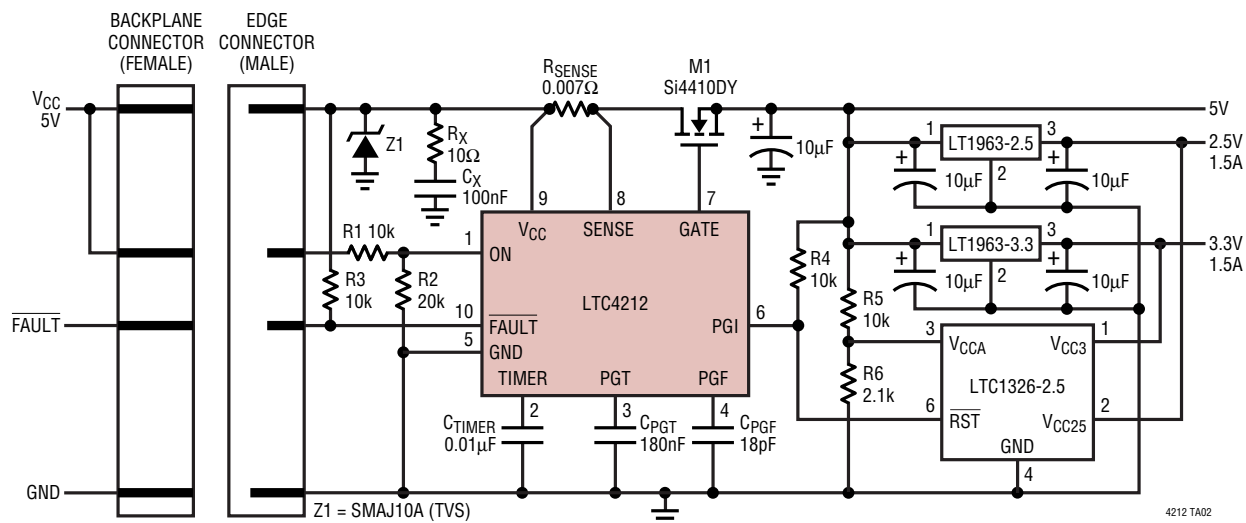 BACKPLANE
CONNECTOR
(FEMALE)
EDGE
CONNECTOR
(MALE)
VCC
5V
FAULT
GND
Z1
RX
10Ω
CX
100nF
RSENSE
0.007Ω
M1
Si4410DY
+
10µF
5V
1
LT1963-2.5
3
2
2.5V
1.5A
+
10µF
+
10µF
1
LT1963-3.3
3
2
3.3V
1.5A
+
10µF
+
10µF
R1 10k
R3
10k
R2
20k
9
8
7
VCC
SENSE
GATE
1
ON
LTC4212
10
FAULT
5
GND
PGI
6
TIMER
PGT
PGF
2
3
4
CTIMER
0.01µF
CPGT
180nF
CPGF
18pF
R4
10k
R5
10k
R6
2.1k
3
VCCA
VCC3
1
LTC1326-2.5
6
RST
VCC25
2
GND
4
Z1 = SMAJ10A (TVS)
4212 TA02